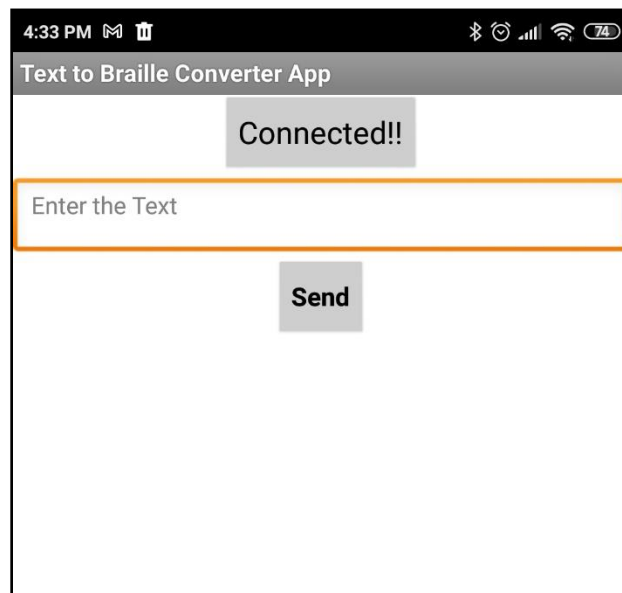 4:33 PM 74
Text to Braille Converter App
Connected!!
Enter the Text
Send